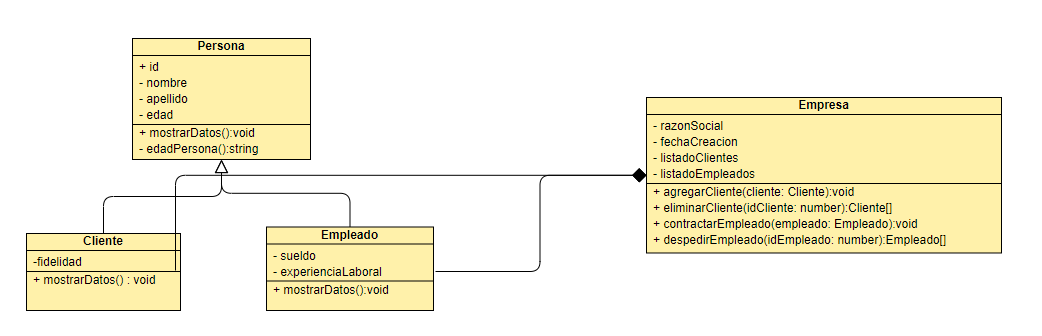 Persona
+ id
- nombre
- apellido
- edad
+ mostrarDatos():void
- edadPersona():string
Empresa
- razonSocial
- fechaCreacion
- listadoClientes
- listadoEmpleados
+ agregarCliente(cliente: Cliente):void
+ eliminarCliente(idCliente: number):Cliente[]
+ contractarEmpleado(empleado: Empleado):void
+ despedirEmpleado(idEmpleado: number):Empleado[]
Cliente
-fidelidad
+ mostrarDatos() : void
Empleado
- sueldo
- experienciaLaboral
+ mostrarDatos():void